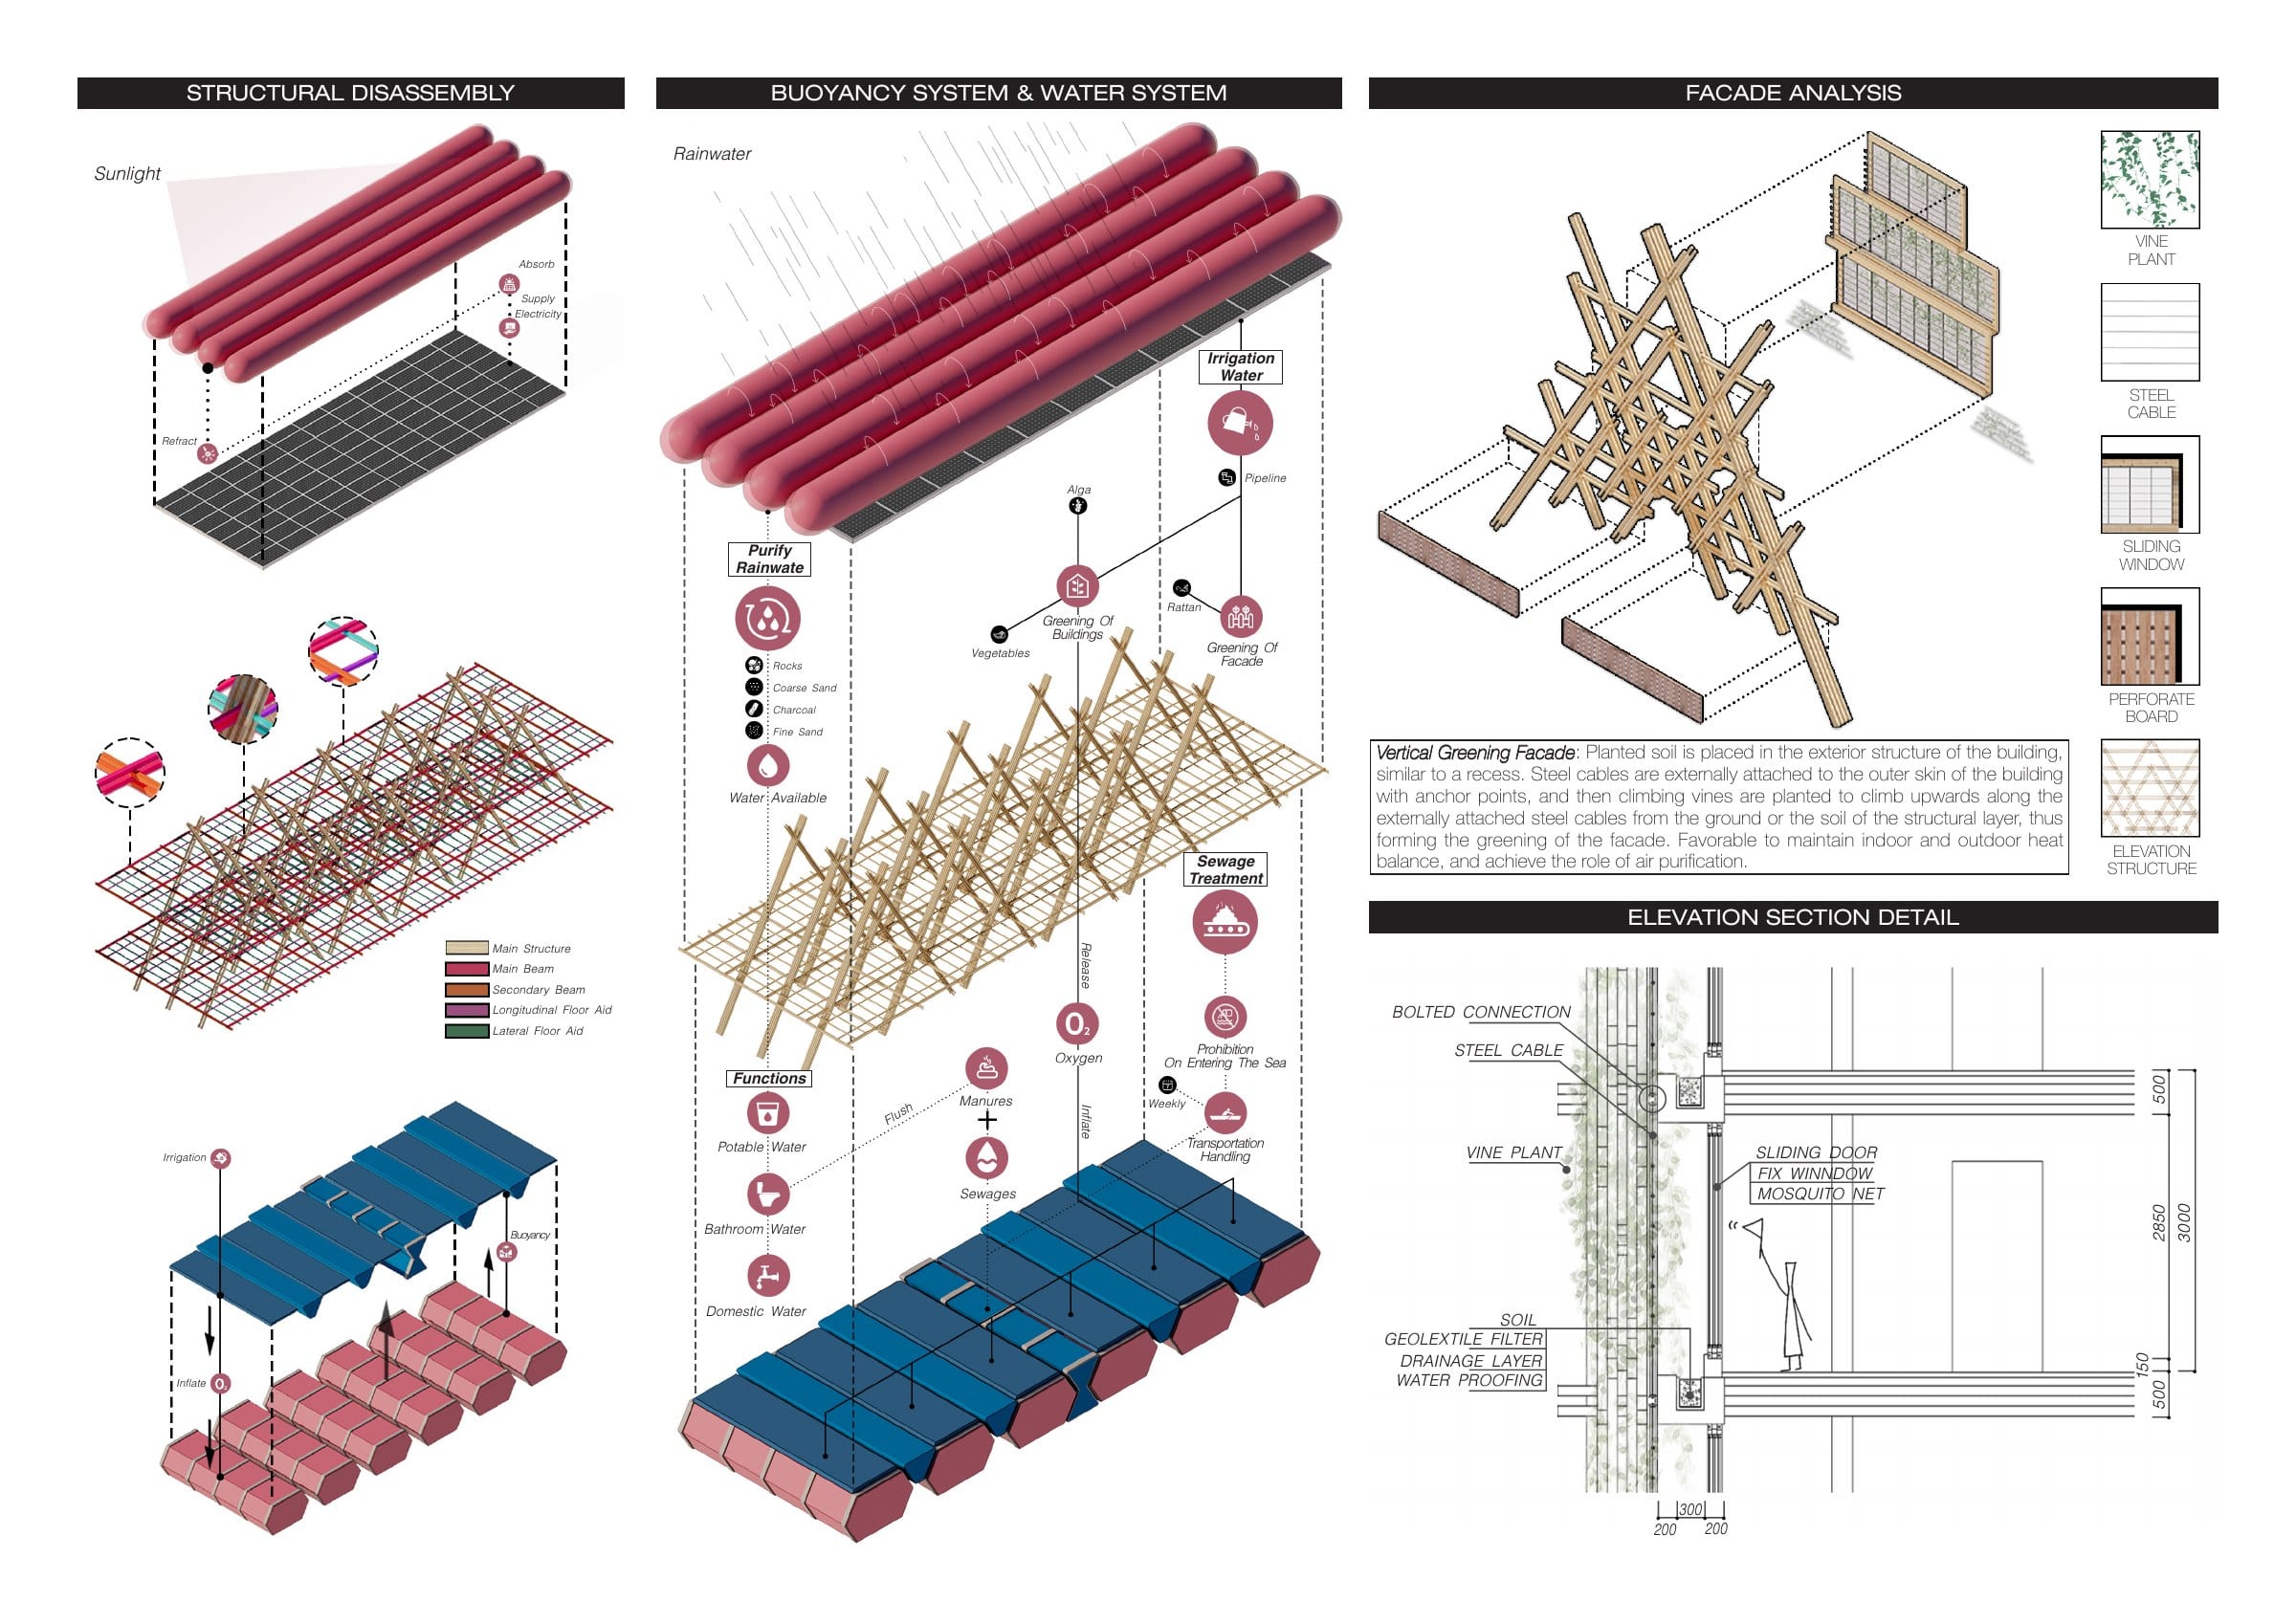 STRUCTURAL DISASSEMBLY
Sunlight
Absorb
Supply
Electricity
Refract
Main Structure
Main Beam
Secondary Beam
Longitudinal Floor Aid
Lateral Floor Aid
Irrigation
Buoyancy
Inflate
O2
BUOYANCY SYSTEM & WATER SYSTEM
Rainwater
Irrigation
Water
Pipeline
Alga
Purify
Rainwate
Rattan
Greening Of
Buildings
Vegetables
Greening Of
Facade
Rocks
Coarse Sand
Charcoal
Fine Sand
Water Available
Sewage
Treatment
Release
O2
Oxygen
Prohibition
On Entering The Sea
Functions
Manures
+
Weekly
Flush
Inflate
Potable Water
Transportation
Handling
Sewages
Bathroom Water
Domestic Water
FACADE ANALYSIS
VINE
PLANT
STEEL
CABLE
SLIDING
WINDOW
PERFORATE
BOARD
ELEVATION
STRUCTURE
Vertical Greening Facade: Planted soil is placed in the exterior structure of the building,
similar to a recess. Steel cables are externally attached to the outer skin of the building
with anchor points, and then climbing vines are planted to climb upwards along the
externally attached steel cables from the ground or the soil of the structural layer, thus
forming the greening of the facade. Favorable to maintain indoor and outdoor heat
balance, and achieve the role of air purification.
ELEVATION SECTION DETAIL
BOLTED CONNECTION
STEEL CABLE
VINE PLANT
SLIDING DOOR
FIX WINNDOW
MOSQUITO NET
SOIL
GEOLEXTILE FILTER
DRAINAGE LAYER
WATER PROOFING
500
2850
3000
150
500
300
200
200